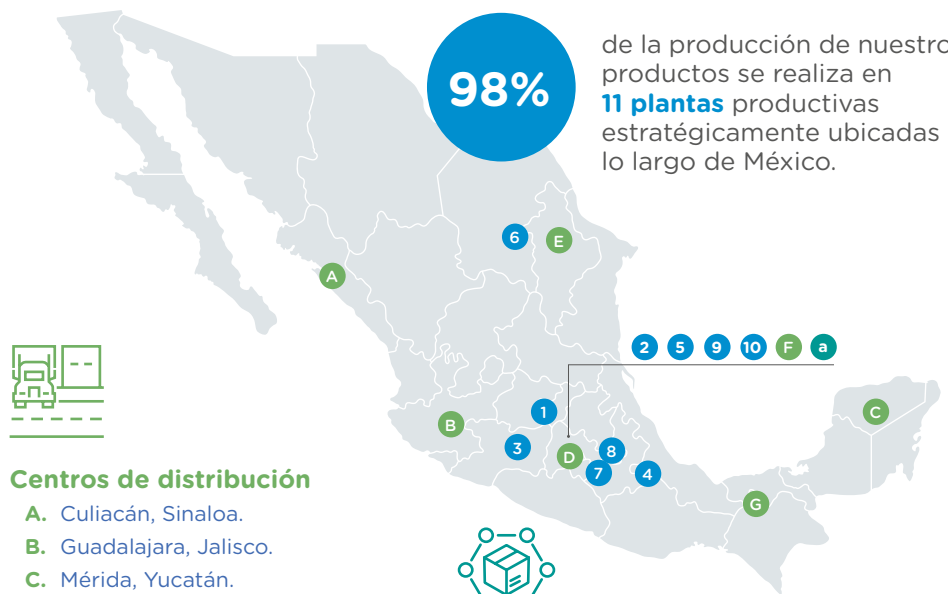 98%
de la producción de nuestro
productos se realiza en
11 plantas productivas
estratégicamente ubicadas
lo largo de México.
6
E
A
2 5 9 10 F a
1
C
B
3
D
8
7
4
G
Centros de distribución
A. Culiacán, Sinaloa.
B. Guadalajara, Jalisco.
C. Mérida, Yucatán.